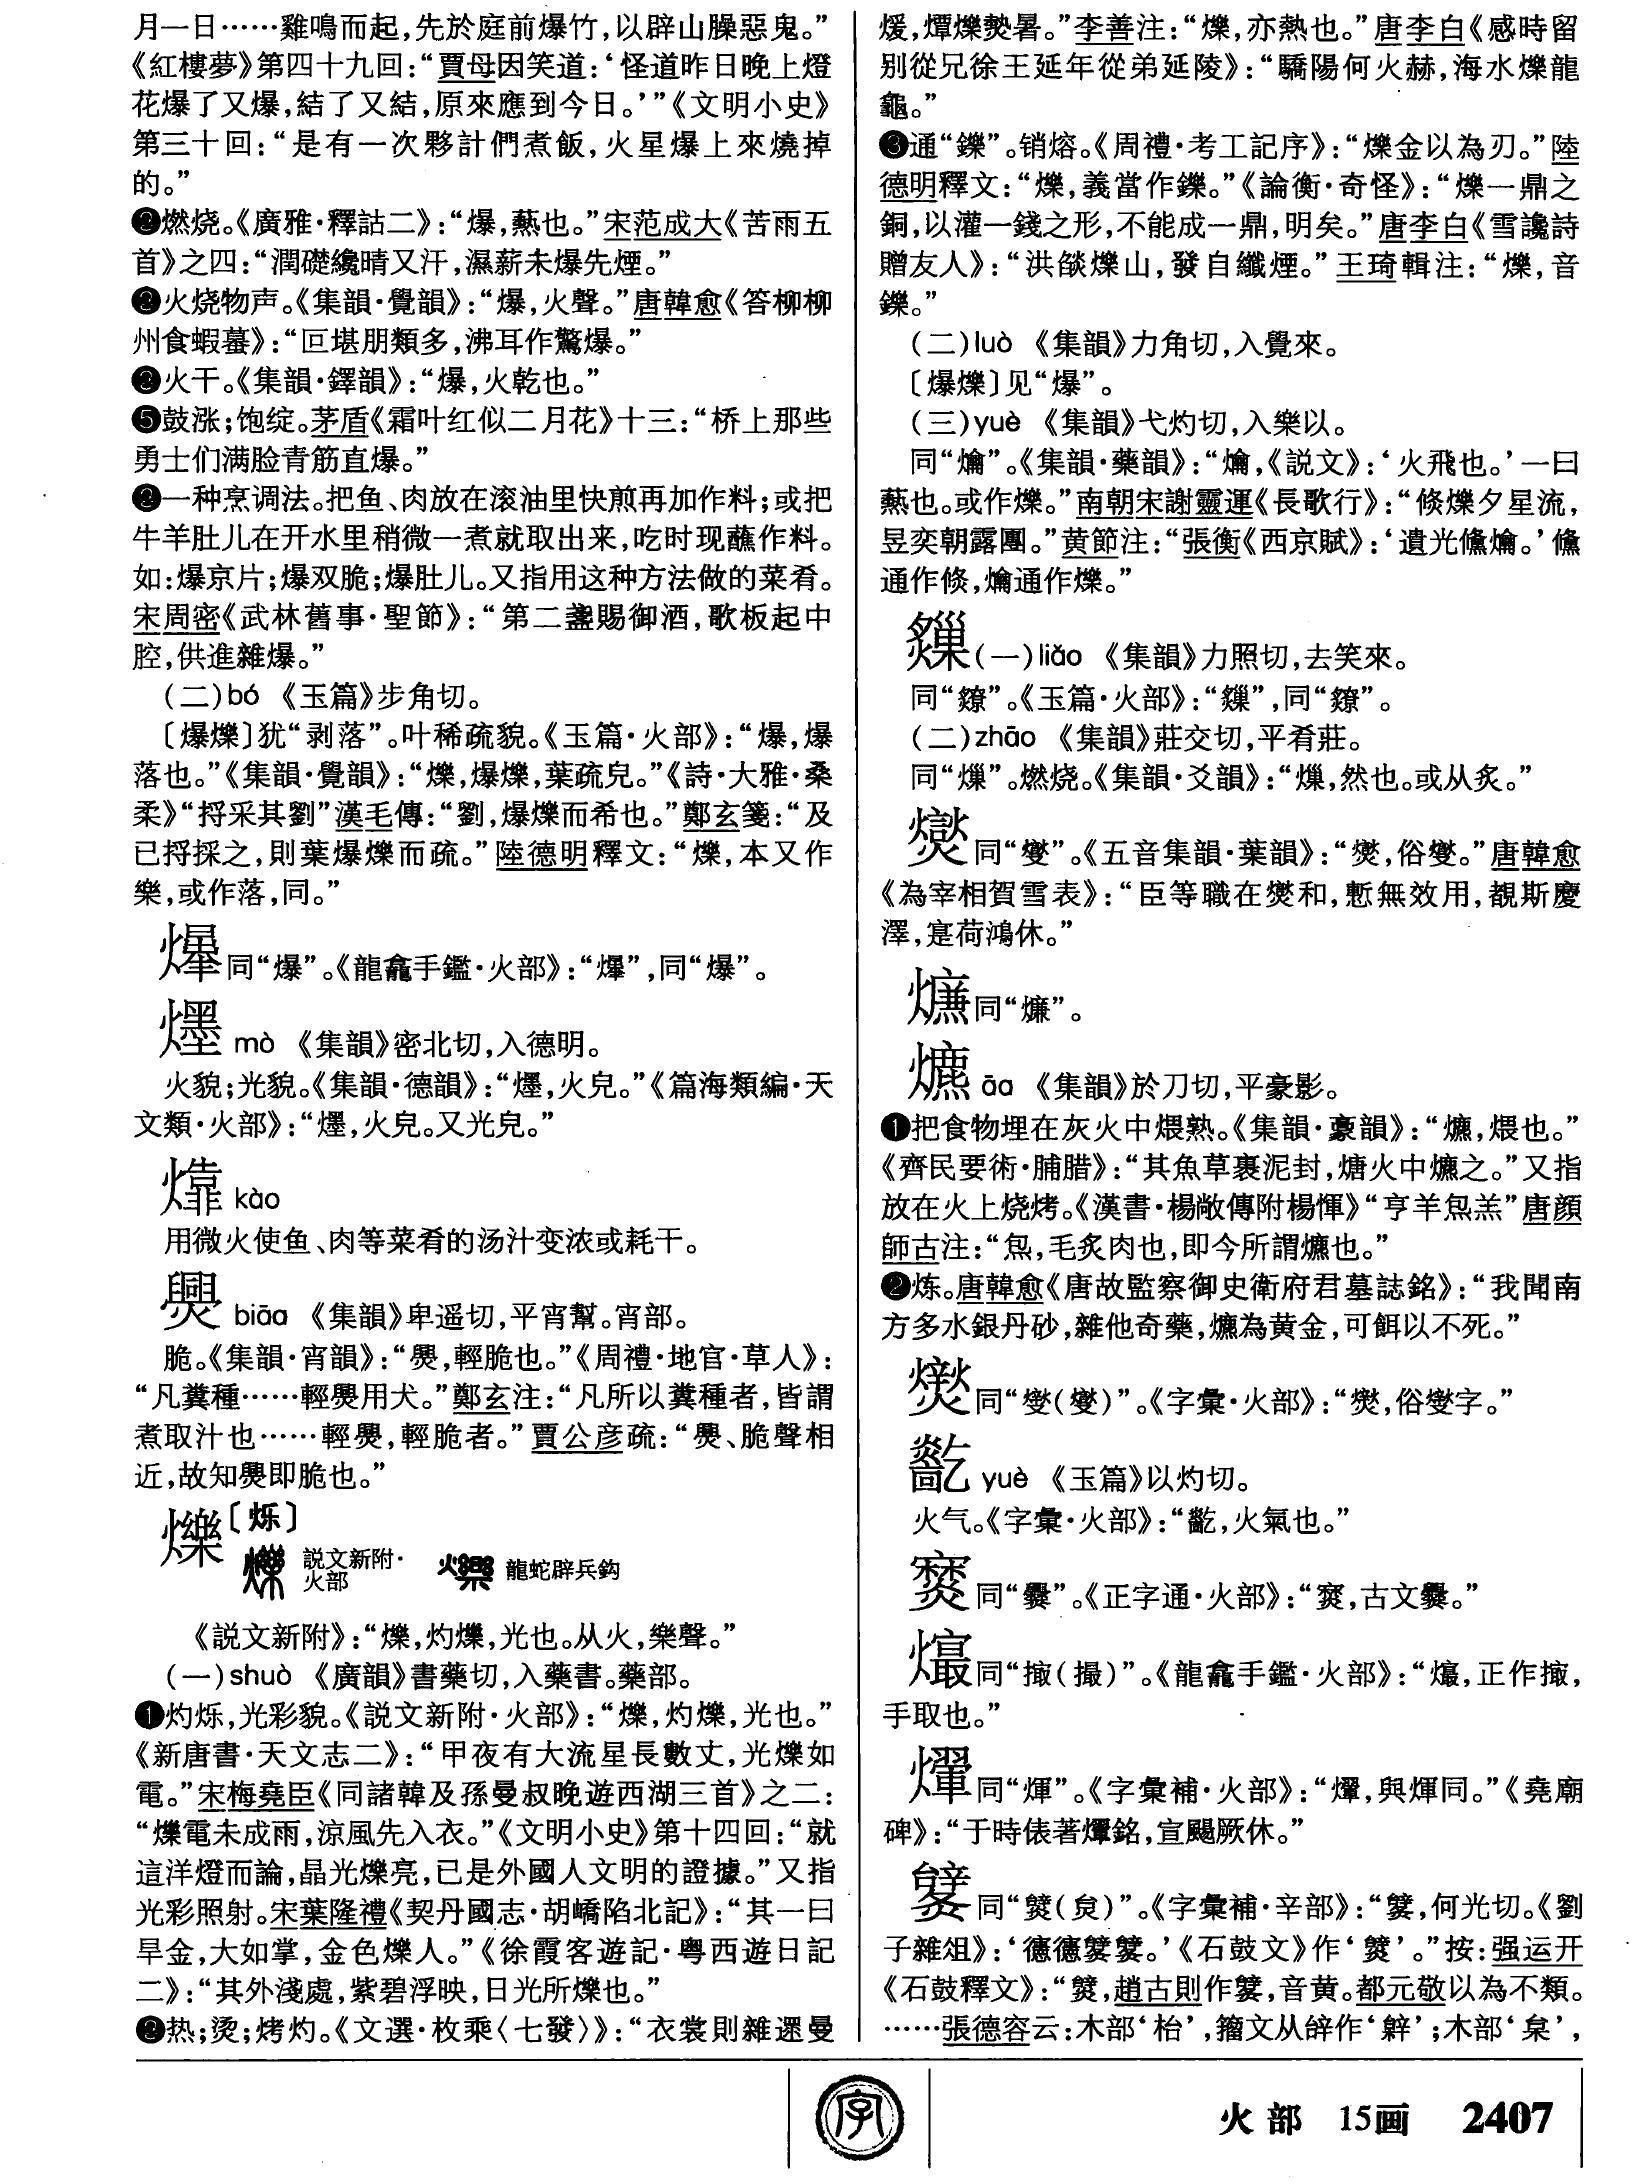 月一日……雞鳴而起，先於庭前爆竹，以辟山臊惡鬼。”
《紅樓夢》第四十九回：“賈母因笑道：‘怪道昨日晚上燈
花爆了又爆，結了又結，原來應到今日。’”《文明小史》
第三十回：“是有一次夥計們煮飯，火星爆上來燒掉
的。”
❷燃烧。《廣雅·釋詁二》：“爆，爇也。”宋范成大《苦雨五
首》之四：“潤礎纔晴又汗，濕薪未爆先煙。”
❷火烧物声。《集韻·覺韻》：“爆，火聲。”唐韓愈《答柳柳
州食蝦蟇》：“叵堪朋類多，沸耳作驚爆。”
❷火干。《集韻·鐸韻》：“爆，火乾也。”
❺鼓涨；饱绽。茅盾《霜叶红似二月花》十三：“桥上那些
勇士们满脸青筋直爆。”
❷一种烹调法。把鱼、肉放在滚油里快煎再加作料；或把
牛羊肚儿在开水里稍微一煮就取出来，吃时现蘸作料。
如：爆京片；爆双脆；爆肚儿。又指用这种方法做的菜肴。
宋周密《武林舊事·聖節》：“第二盞賜御酒，歌板起中
腔，供進雜爆。”
（二）bó 《玉篇》步角切。
〔爆爍〕犹“剥落”。叶稀疏貌。《玉篇·火部》：“爆，爆
落也。”《集韻·覺韻》：“爍，爆爍，葉疏皃。”《詩·大雅·桑
柔》“捋采其劉”漢毛傳：“劉，爆爍而希也。”鄭玄箋：“及
已捋採之，則葉爆爍而疏。”陸德明釋文：“爍，本又作
樂，或作落，同。”
同“爆”。《龍龕手鑑·火部》：“”，同“爆”。
爅 mò 《集韻》密北切，入德明。
火貌；光貌。《集韻·德韻》：“爅，火皃。”《篇海類編·天
文類·火部》：“爅，火皃。又光皃。”
㸆 kào
用微火使鱼、肉等菜肴的汤汁变浓或耗干。
㸈 biāo 《集韻》卑遥切，平宵幫。宵部。
脆。《集韻·宵韻》：“㸈，輕脆也。”《周禮·地官·草人》：
“凡糞種……輕㸈用犬。”鄭玄注：“凡所以糞種者，皆謂
煮取汁也……輕㸈，輕脆者。”賈公彦疏：“㸈、脆聲相
近，故知㸈即脆也。”
爍〔烁〕
説文新附·火部 龍蛇辟兵鈎
《説文新附》：“爍，灼爍，光也。从火，樂聲。”
（一）shuò 《廣韻》書藥切，入藥書。藥部。
❶灼烁，光彩貌。《説文新附·火部》：“爍，灼爍，光也。”
《新唐書·天文志二》：“甲夜有大流星長數丈，光爍如
電。”宋梅堯臣《同諸韓及孫曼叔晚遊西湖三首》之二：
“爍電未成雨，涼風先入衣。”《文明小史》第十四回：“就
這洋燈而論，晶光爍亮，已是外國人文明的證據。”又指
光彩照射。宋葉隆禮《契丹國志·胡嶠陷北記》：“其一曰
旱金，大如掌，金色爍人。”《徐霞客遊記·粤西遊日記
二》：“其外淺處，紫碧浮映，日光所爍也。”
❷热；烫；烤灼。《文選·枚乘〈七發〉》：“衣裳則雜遝曼
煖，燂爍熱暑。”李善注：“爍，亦熱也。”唐李白《感時留
別從兄徐王延年從弟延陵》：“驕陽何火赫，海水爍龍
龜。”
❸通“鑠”。销熔。《周禮·考工記序》：“爍金以為刃。”陸
德明釋文：“爍，義當作鑠。”《論衡·奇怪》：“爍一鼎之
銅，以灌一錢之形，不能成一鼎，明矣。”唐李白《雪讒詩
贈友人》：“洪燄爍山，發自纖煙。”王琦輯注：“爍，音
鑠。”
（二）luò 《集韻》力角切，入覺來。
〔爆爍〕见“爆”。
（三）yuè 《集韻》弋灼切，入樂以。
同“爚”。《集韻·藥韻》：“爚，《説文》：‘火飛也。’一曰
爇也。或作爍。”南朝宋謝靈運《長歌行》：“倏爍夕星流，
昱奕朝露團。”黄節注：“張衡《西京賦》：‘遺光儵爚。’儵
通作倏，爚通作爍。”
（一）liǎo 《集韻》力照切，去笑來。
同“”。《玉篇·火部》：“”，同“”。
（二）zhāo 《集韻》莊交切，平肴莊。
同“”。燃烧。《集韻·爻韻》：“，然也。或从炙。”
同“燮”。《五音集韻·葉韻》：“，俗燮。”唐韓愈
《為宰相賀雪表》：“臣等職在和，慙無效用，覩斯慶
澤，寔荷鴻休。”
同“熑”。
爊 āo 《集韻》於刀切，平豪影。
❶把食物埋在灰火中煨熟。《集韻·豪韻》：“爊，煨也。”
《齊民要術·脯腊》：“其魚草裹泥封，煻火中爊之。”又指
放在火上烧烤。《漢書·楊敞傳附楊惲》“亨羊炰羔”唐顔
師古注：“炰，毛炙肉也，即今所謂爊也。”
❷炼。唐韓愈《唐故監察御史衛府君墓誌銘》：“我聞南
方多水銀丹砂，雜他奇藥，爊為黄金，可餌以不死。”
同“燮（燮）”。《字彙·火部》：“，俗燮字。”
yuè 《玉篇》以灼切。
火气。《字彙·火部》：“，火氣也。”
同“爨”。《正字通·火部》：“，古文爨。”
同“撮（撮）”。《龍龕手鑑·火部》：“，正作撮，
手取也。”
同“煇”。《字彙補·火部》：“，與煇同。”《堯廟
碑》：“于時俵著銘，宣颺厥休。”
同“”。《字彙補·辛部》：“，何光切。《劉
子雜俎》：‘。’《石鼓文》作‘’。”按：强运开
《石鼓釋文》：“，趙古則作，音黄。都元敬以為不類。
……張德容云：木部‘枱’，籀文从辝作‘’；木部‘枲’，
火部 15画 2407